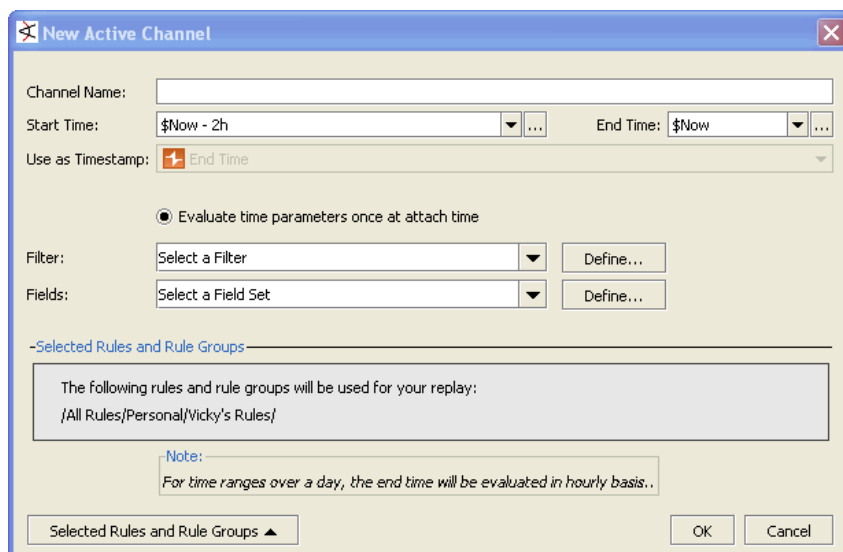 New Active Channel
Channel Name:
Start Time: $Now - 2h ... End Time: $Now ...
Use as Timestamp: End Time
Evaluate time parameters once at attach time
Filter: Select a Filter Define...
Fields: Select a Field Set Define...
Selected Rules and Rule Groups
The following rules and rule groups will be used for your replay:
/All Rules/Personal/Vicky's Rules/
Note:
For time ranges over a day, the end time will be evaluated in hourly basis..
Selected Rules and Rule Groups OK Cancel